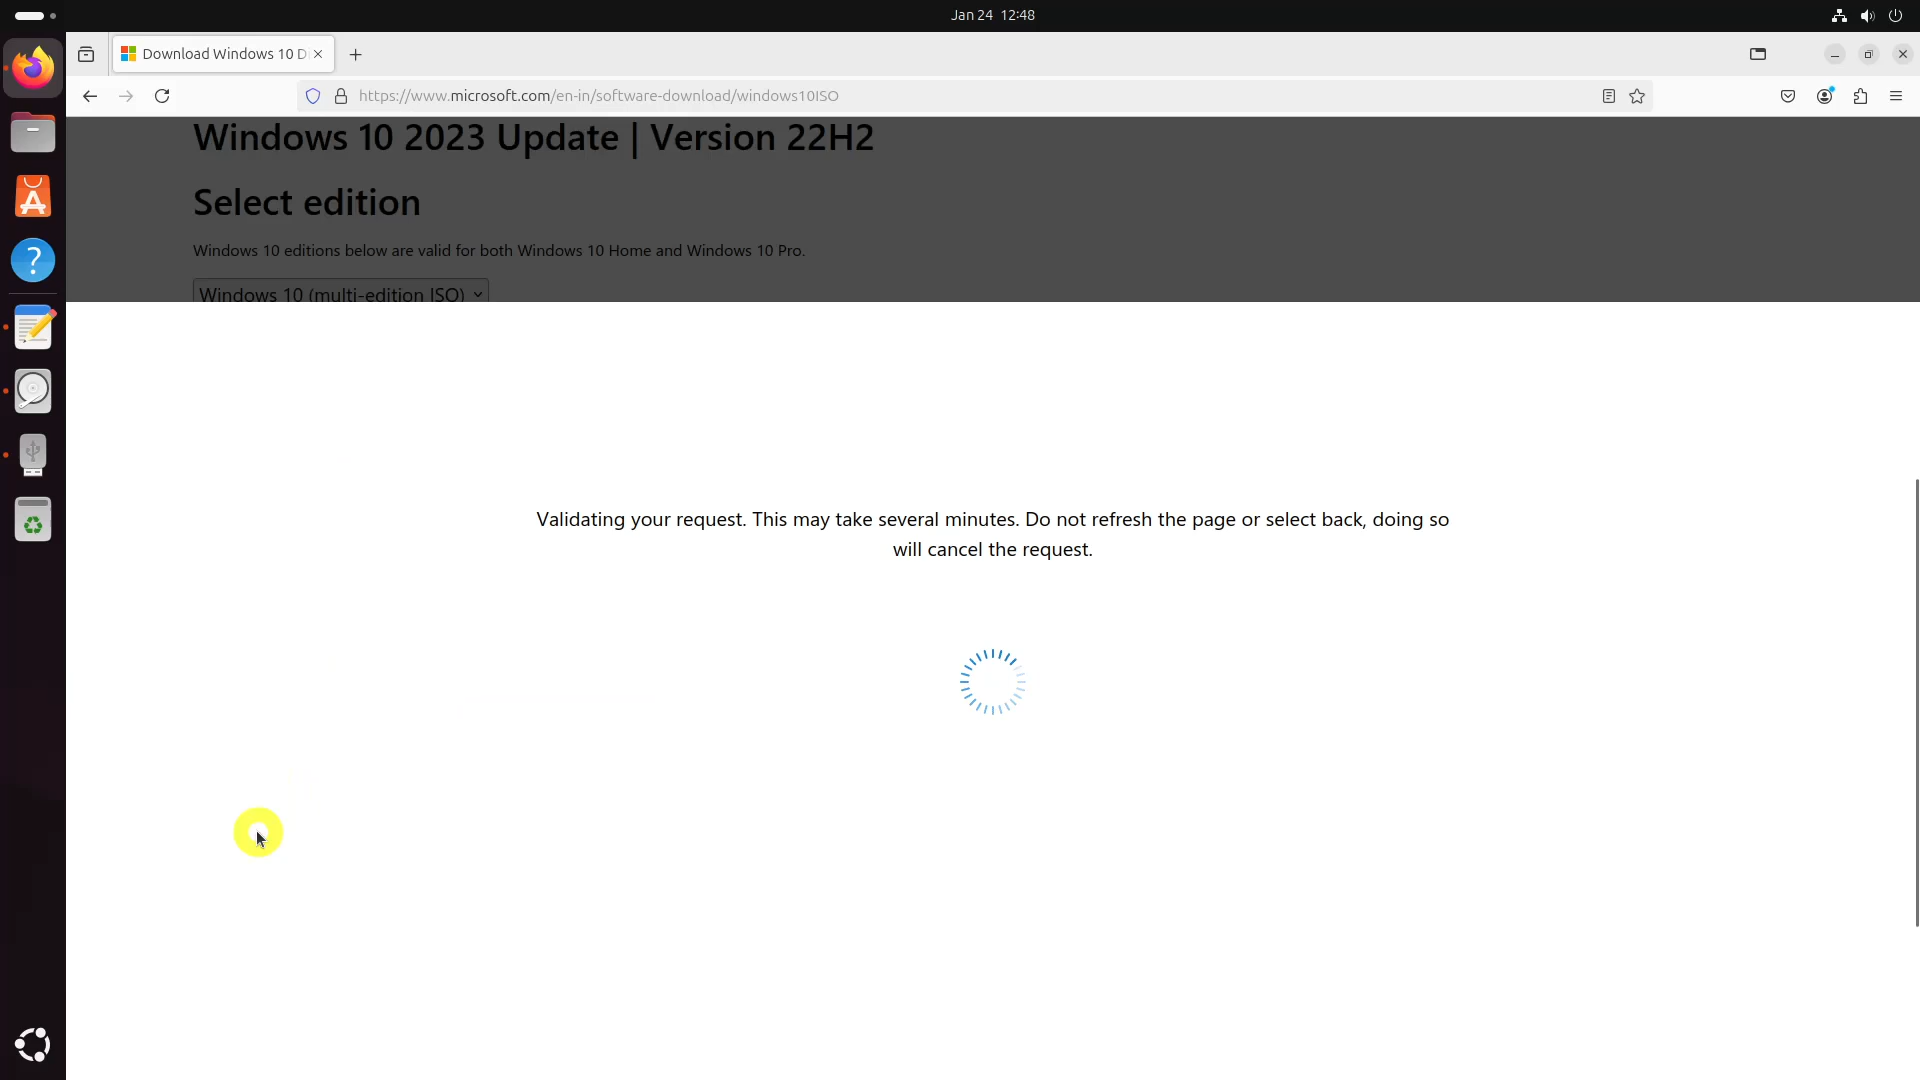 Jan 24 12:48
Download Windows 10 D
https://www.microsoft.com/en-in/software-download/windows10ISO
Windows 10 2023 Update | Version 22H2
Select edition
Windows 10 editions below are valid for both Windows 10 Home and Windows 10 Pro.
Windows 10 (multi-edition ISO)
Validating your request. This may take several minutes. Do not refresh the page or select back, doing so
will cancel the request.